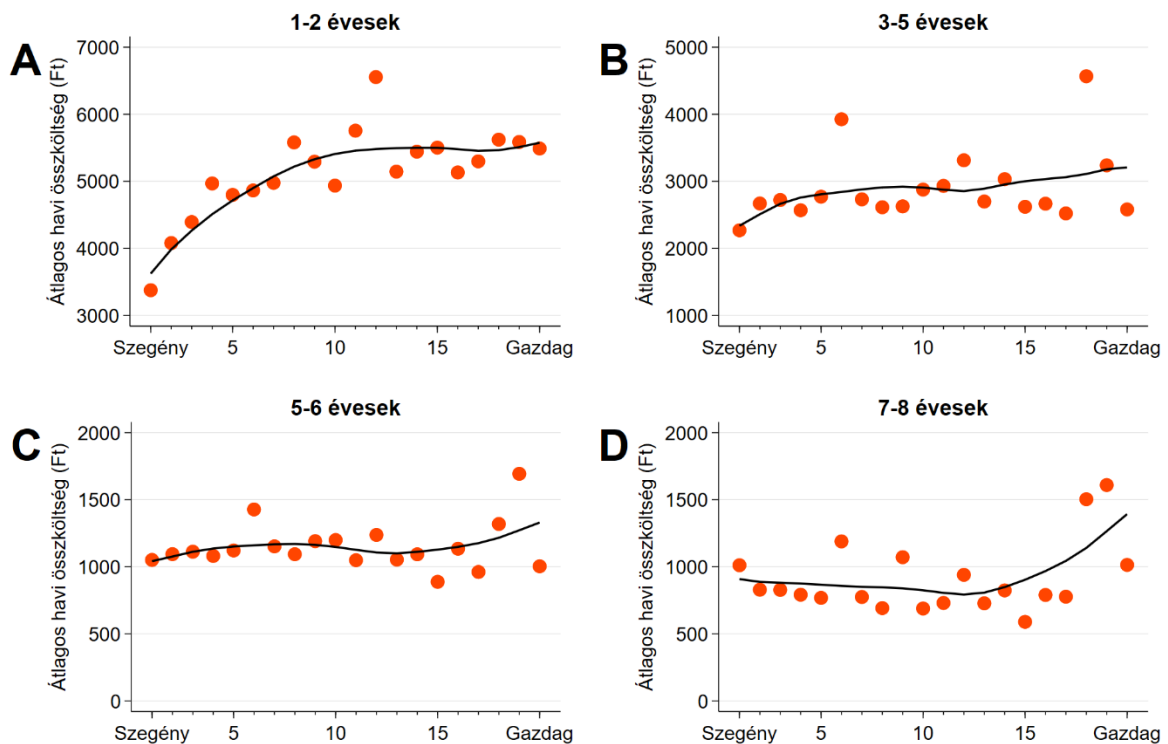 A
1-2 évesek
Átlagos havi összköltség (Ft)
7000
6000
5000
4000
3000
Szegény 5 10 15 Gazdag
B
3-5 évesek
Átlagos havi összköltség (Ft)
5000
4000
3000
2000
1000
Szegény 5 10 15 Gazdag
C
5-6 évesek
Átlagos havi összköltség (Ft)
2000
1500
1000
500
0
Szegény 5 10 15 Gazdag
D
7-8 évesek
Átlagos havi összköltség (Ft)
2000
1500
1000
500
0
Szegény 5 10 15 Gazdag